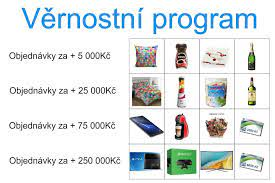 Věrnostní program
Objednávky za + 5 000Kč
Objednávky za + 25 000Kč
Objednávky za + 75 000Kč
Objednávky za + 250 000Kč